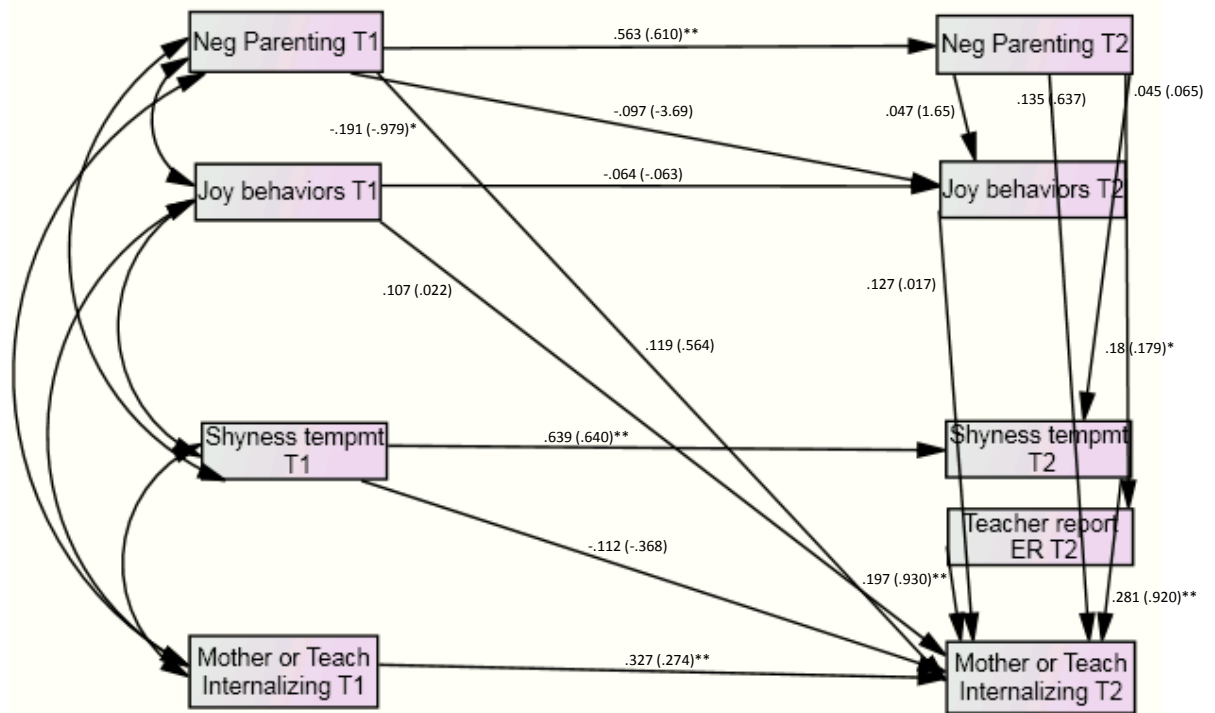 Neg Parenting T1
.563 (.610)**
Neg Parenting T2
.045 (.065)
.135 (.637)
-.097 (-3.69)
.047 (1.65)
-.191 (-.979)*
Joy behaviors T1
-.064 (-.063)
Joy behaviors T2
.107 (.022)
.127 (.017)
.119 (.564)
.18 (.179)*
Shyness tempmt
T1
.639 (.640)**
Shyness tempmt
T2
Teacher report
ER T2
-.112 (-.368)
.197 (.930)**
.281 (.920)**
Mother or Teach
Internalizing T1
.327 (.274)**
Mother or Teach
Internalizing T2